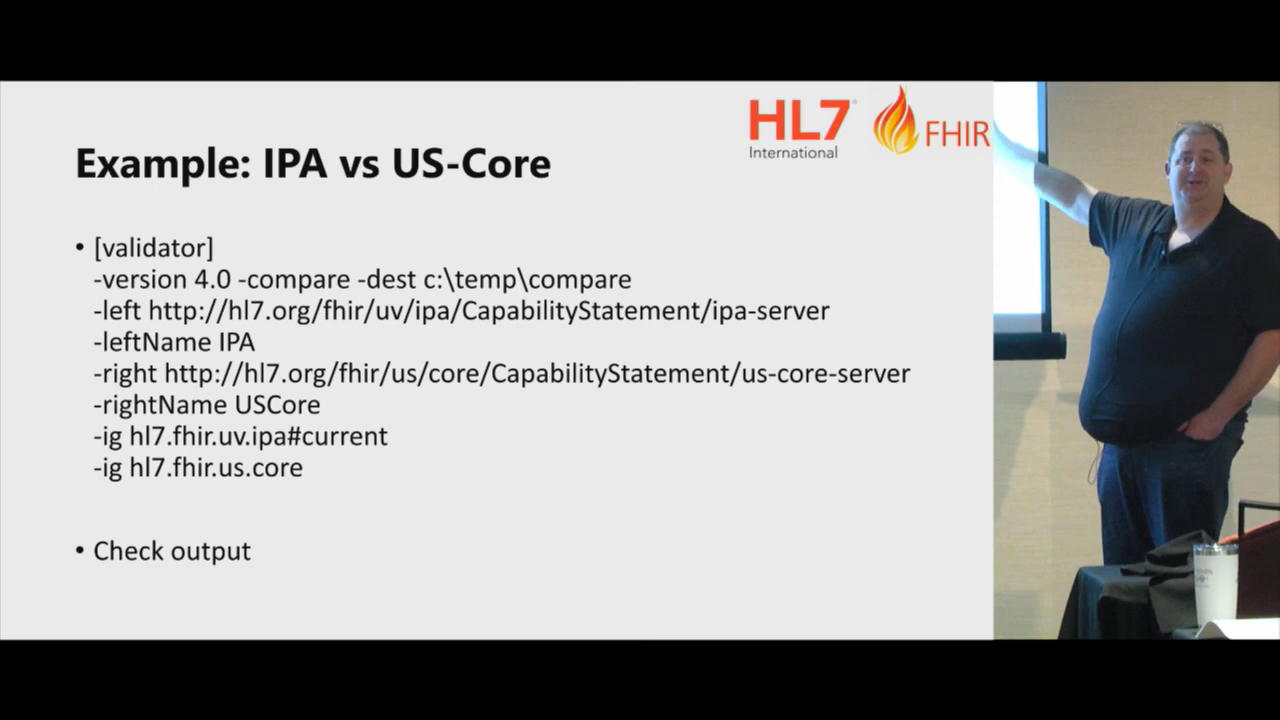 HL7
International
FHIR
Example: IPA vs US-Core
• [validator]
-version 4.0 -compare -dest c:\temp\compare
-left http://hl7.org/fhir/uv/ipa/CapabilityStatement/ipa-server
-leftName IPA
-right http://hl7.org/fhir/us/core/CapabilityStatement/us-core-server
-rightName USCore
-ig hl7.fhir.uv.ipa#current
-ig hl7.fhir.us.core
• Check output